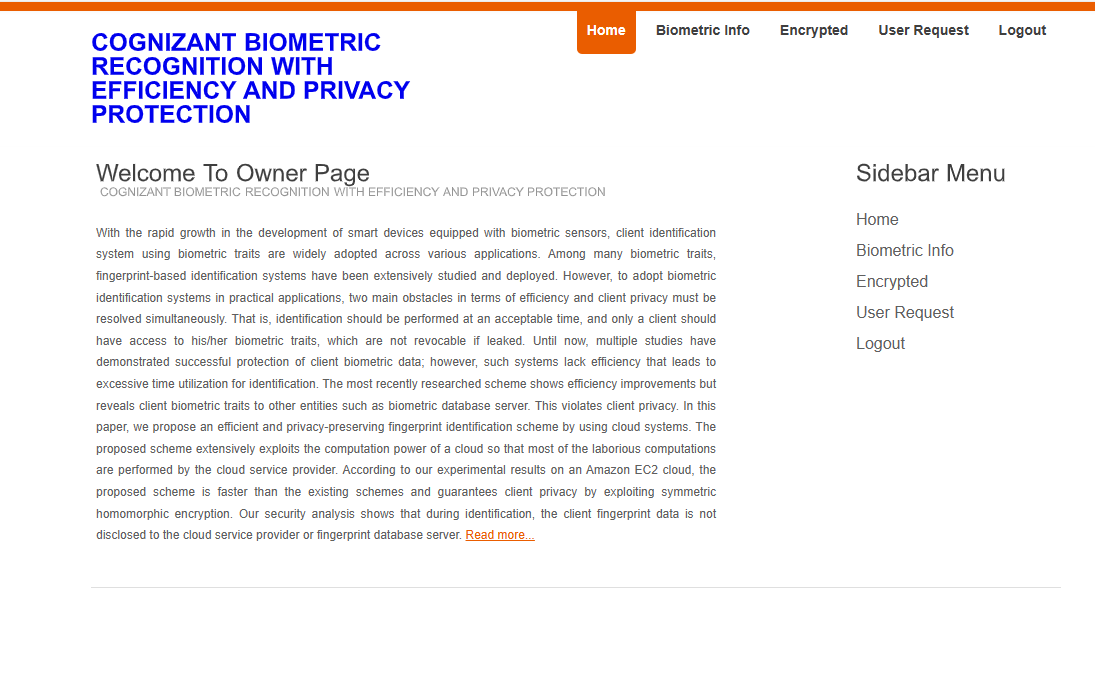 Home Biometric Info Encrypted User Request Logout
COGNIZANT BIOMETRIC
RECOGNITION WITH
EFFICIENCY AND PRIVACY
PROTECTION
Welcome To Owner Page
COGNIZANT BIOMETRIC RECOGNITION WITH EFFICIENCY AND PRIVACY PROTECTION
With the rapid growth in the development of smart devices equipped with biometric sensors, client identification
system using biometric traits are widely adopted across various applications. Among many biometric traits,
fingerprint-based identification systems have been extensively studied and deployed. However, to adopt biometric
identification systems in practical applications, two main obstacles in terms of efficiency and client privacy must be
resolved simultaneously. That is, identification should be performed at an acceptable time, and only a client should
have access to his/her biometric traits, which are not revocable if leaked. Until now, multiple studies have
demonstrated successful protection of client biometric data; however, such systems lack efficiency that leads to
excessive time utilization for identification. The most recently researched scheme shows efficiency improvements but
reveals client biometric traits to other entities such as biometric database server. This violates client privacy. In this
paper, we propose an efficient and privacy-preserving fingerprint identification scheme by using cloud systems. The
proposed scheme extensively exploits the computation power of a cloud so that most of the laborious computations
are performed by the cloud service provider. According to our experimental results on an Amazon EC2 cloud, the
proposed scheme is faster than the existing schemes and guarantees client privacy by exploiting symmetric
homomorphic encryption. Our security analysis shows that during identification, the client fingerprint data is not
disclosed to the cloud service provider or fingerprint database server. Read more...
Sidebar Menu
Home
Biometric Info
Encrypted
User Request
Logout